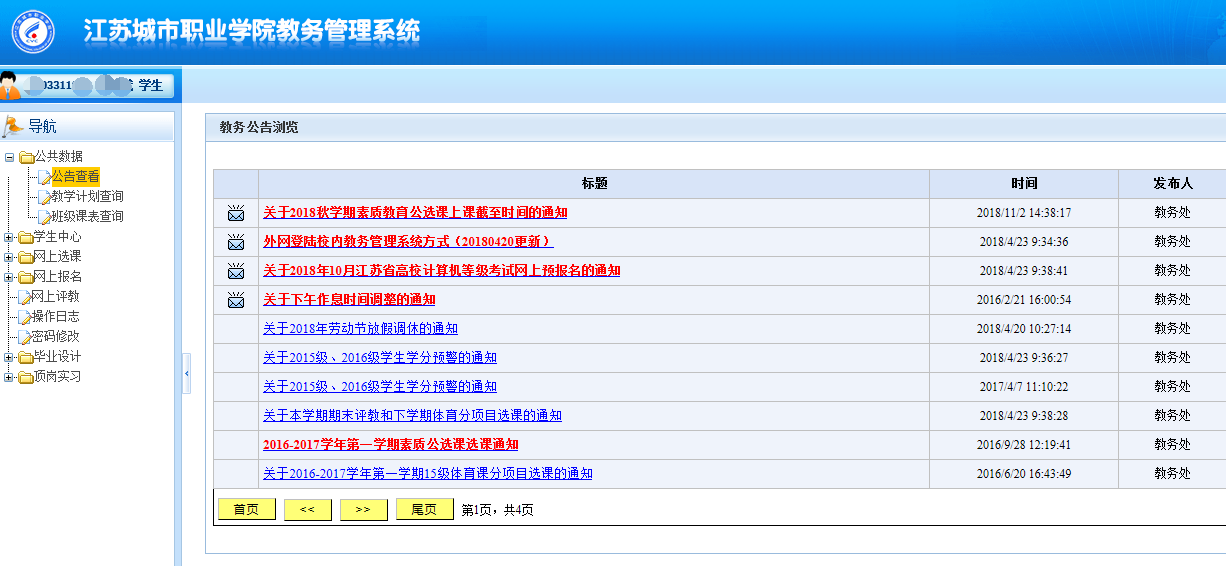 江苏城市职业学院教务管理系统
03311 学生
导航
公共数据
公告查看
教学计划查询
班级课表查询
学生中心
网上选课
网上报名
网上评教
操作日志
密码修改
毕业设计
顶岗实习
教务公告浏览
标题 时间 发布人
关于2018秋学期素质教育公选课上课截至时间的通知 2018/11/2 14:38:17 教务处
外网登陆校内教务管理系统方式（20180420更新） 2018/4/23 9:34:36 教务处
关于2018年10月江苏省高校计算机等级考试网上预报名的通知 2018/4/23 9:38:41 教务处
关于下午作息时间调整的通知 2016/2/21 16:00:54 教务处
关于2018年劳动节放假调休的通知 2018/4/20 10:27:14 教务处
关于2015级、2016级学生学分预警的通知 2018/4/23 9:36:27 教务处
关于2015级、2016级学生学分预警的通知 2017/4/7 11:10:22 教务处
关于本学期期末评教和下学期体育分项目选课的通知 2018/4/23 9:38:28 教务处
2016-2017学年第一学期素质公选课选课通知 2016/9/28 12:19:41 教务处
关于2016-2017学年第一学期15级体育课分项目选课的通知 2016/6/20 16:43:49 教务处
首页 << >> 尾页 第1页，共4页